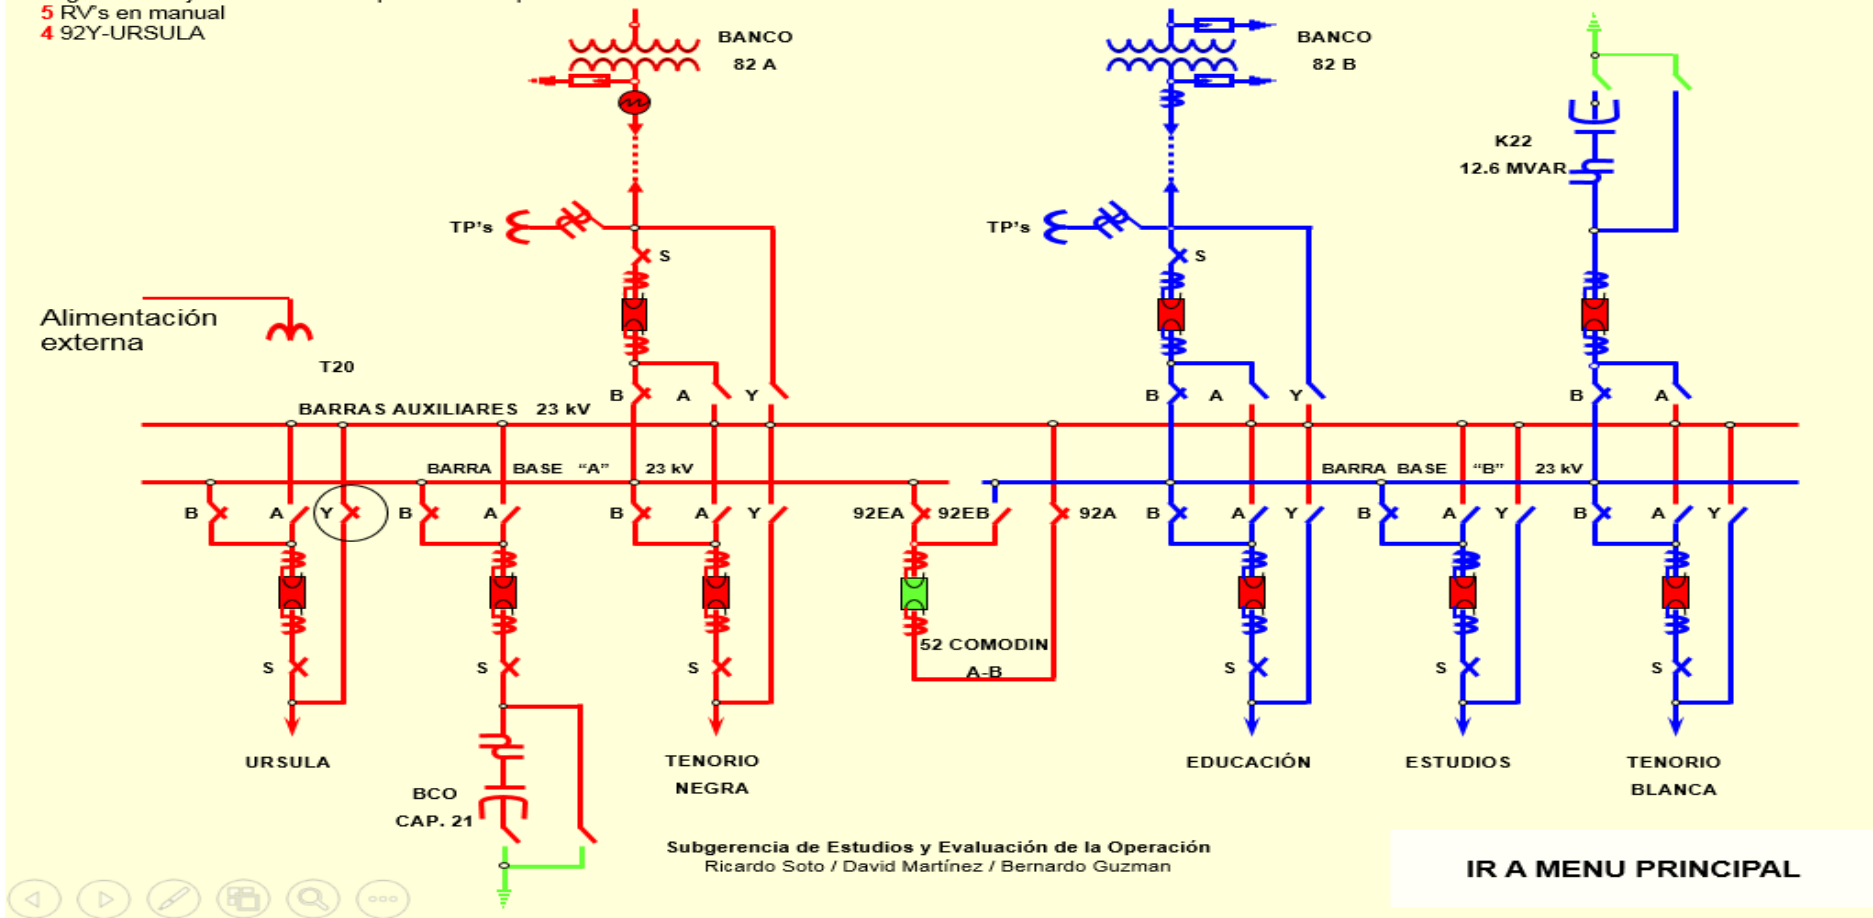 5 RV's en manual
4 92Y-URSULA
BANCO
82 A
BANCO
82 B
K22
12.6 MVAR
TP's
S
TP's
S
Alimentación
externa
T20
B A Y
B A Y
B A
BARRAS AUXILIARES 23 kV
BARRA BASE “A” 23 kV
BARRA BASE “B” 23 kV
B A Y B A B A Y 92EA 92EB 92A B A Y B A Y B A Y
52 COMODIN
A-B
S S S S S S
URSULA
BCO
CAP. 21
TENORIO
NEGRA
EDUCACIÓN
ESTUDIOS
TENORIO
BLANCA
Subgerencia de Estudios y Evaluación de la Operación
Ricardo Soto / David Martínez / Bernardo Guzman
IR A MENU PRINCIPAL